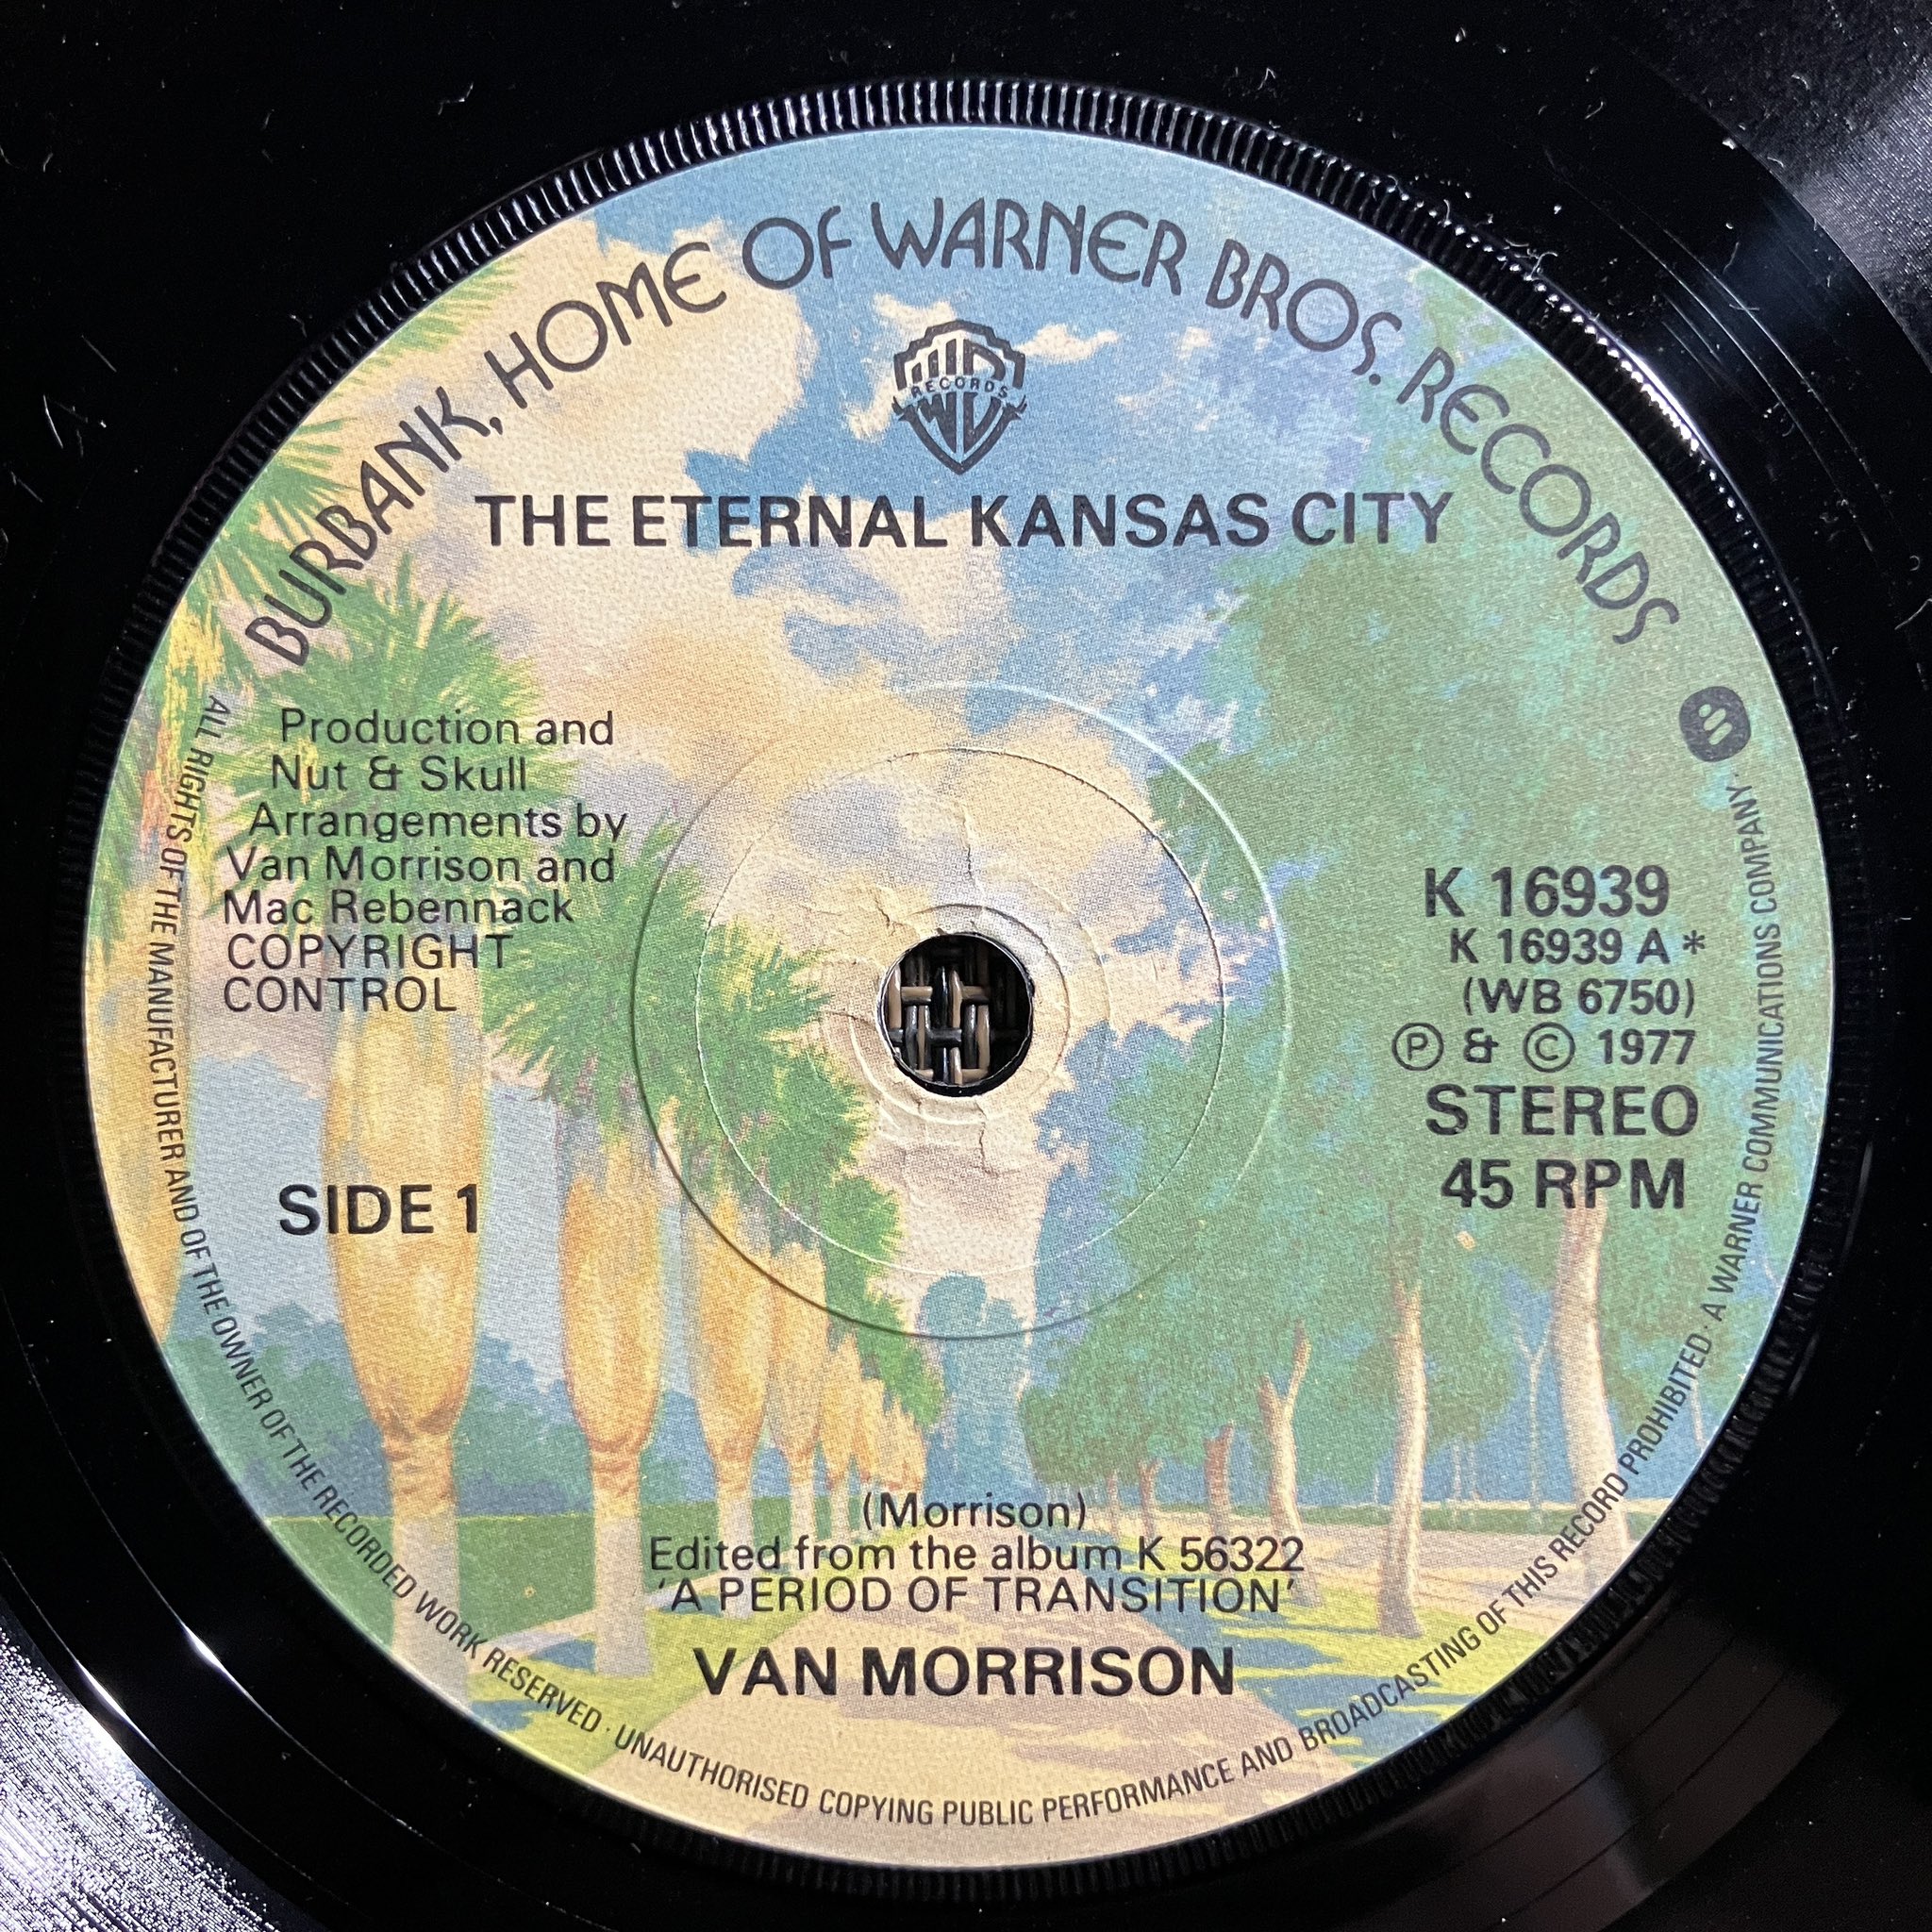 BURBANK, HOME OF WARNER BROS. RECORDS
RECORDS
THE ETERNAL KANSAS CITY
Production and
Nut & Skull
Arrangements by
Van Morrison and
Mac Rebennack
COPYRIGHT
CONTROL
SIDE 1
K 16939
K 16939 A *
(WB 6750)
Ⓟ & © 1977
STEREO
45 RPM
(Morrison)
Edited from the album K 56322
'A PERIOD OF TRANSITION'
VAN MORRISON
ALL RIGHTS OF THE MANUFACTURER AND OF THE OWNER OF THE RECORDED WORK RESERVED · UNAUTHORISED COPYING PUBLIC PERFORMANCE AND BROADCASTING OF THIS RECORD PROHIBITED · A WARNER COMMUNICATIONS COMPANY ·